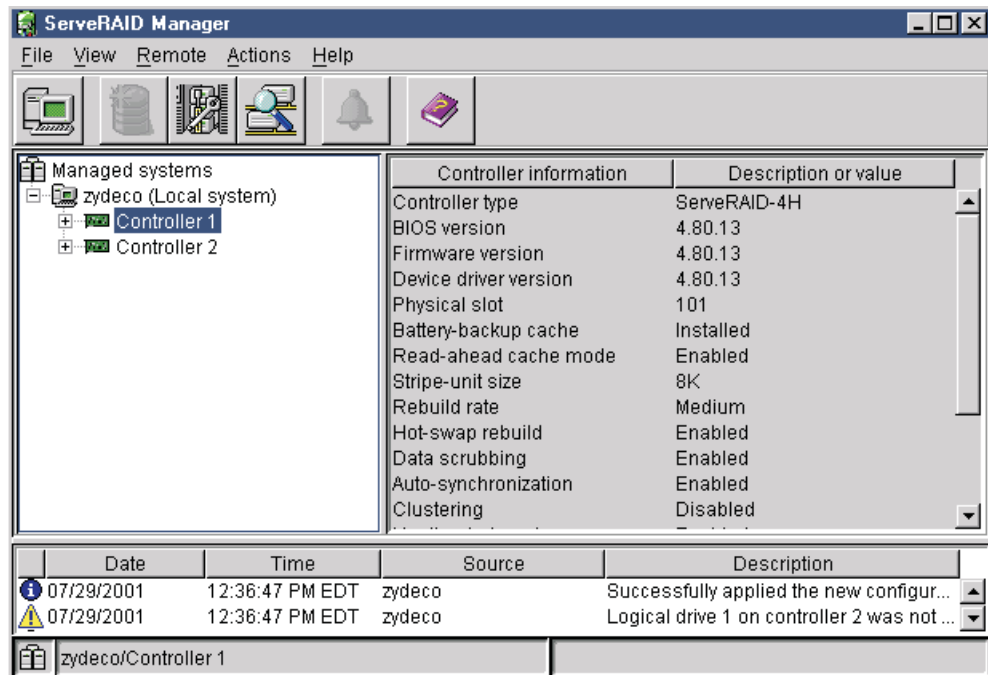 ServeRAID Manager
File View Remote Actions Help
Managed systems
zydeco (Local system)
Controller 1
Controller 2
Controller information Description or value
Controller type ServeRAID-4H
BIOS version 4.80.13
Firmware version 4.80.13
Device driver version 4.80.13
Physical slot 101
Battery-backup cache Installed
Read-ahead cache mode Enabled
Stripe-unit size 8K
Rebuild rate Medium
Hot-swap rebuild Enabled
Data scrubbing Enabled
Auto-synchronization Enabled
Clustering Disabled
Date Time Source Description
07/29/2001 12:36:47 PM EDT zydeco Successfully applied the new configur...
07/29/2001 12:36:47 PM EDT zydeco Logical drive 1 on controller 2 was not ...
zydeco/Controller 1